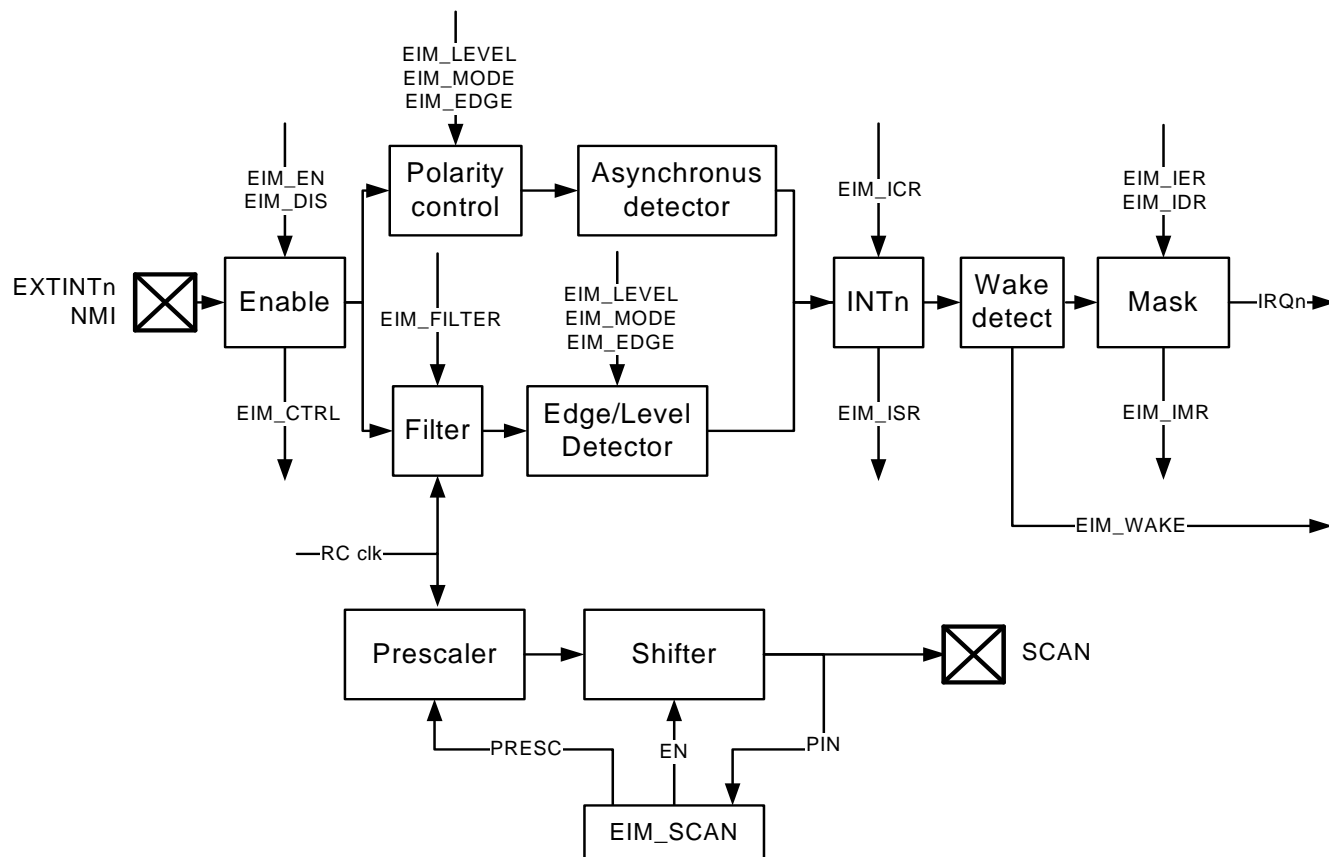 EIM_LEVEL
EIM_MODE
EIM_EDGE
EIM_EN
EIM_DIS
Polarity
control
Asynchronus
detector
EIM_ICR
EIM_IER
EIM_IDR
EXTINTn
NMI
Enable
EIM_FILTER
EIM_LEVEL
EIM_MODE
EIM_EDGE
INTn
Wake
detect
Mask
IRQn
EIM_CTRL
Filter
Edge/Level
Detector
EIM_ISR
EIM_IMR
EIM_WAKE
RC clk
Prescaler
Shifter
SCAN
PRESC
EN
PIN
EIM_SCAN